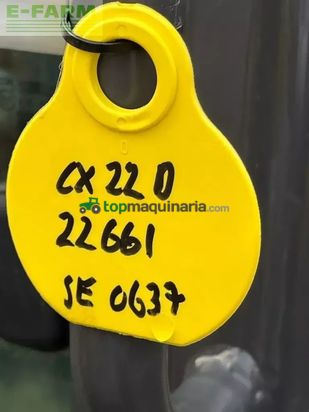 E-FARM
CX 22 D
topmaquinaria.com
22661
SE 0637